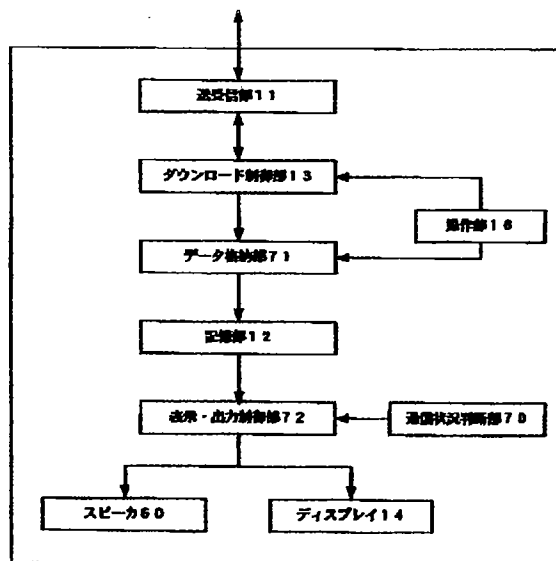 送受信部11
ダウンロード制御部13
操作部16
データ格納部71
記憶部12
表示・出力制御部72
通信状況判断部70
スピーカ60
ディスプレイ14